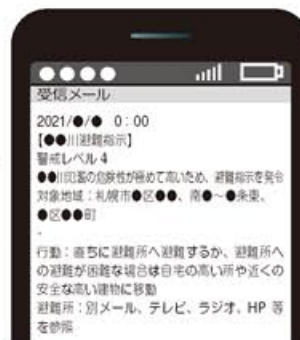 受信メール
2021/●/● 0:00
【●●川避難指示】
警戒レベル4
●●川氾濫の危険性が極めて高いため、避難指示を発令
対象地域：札幌市●区●●、南●～●条東、
●区●●町
.
行動：直ちに避難所へ避難するか、避難所へ
の避難が困難な場合は自宅の高い所や近くの
安全な高い建物に移動
避難所：別メール、テレビ、ラジオ、HP 等
を参照